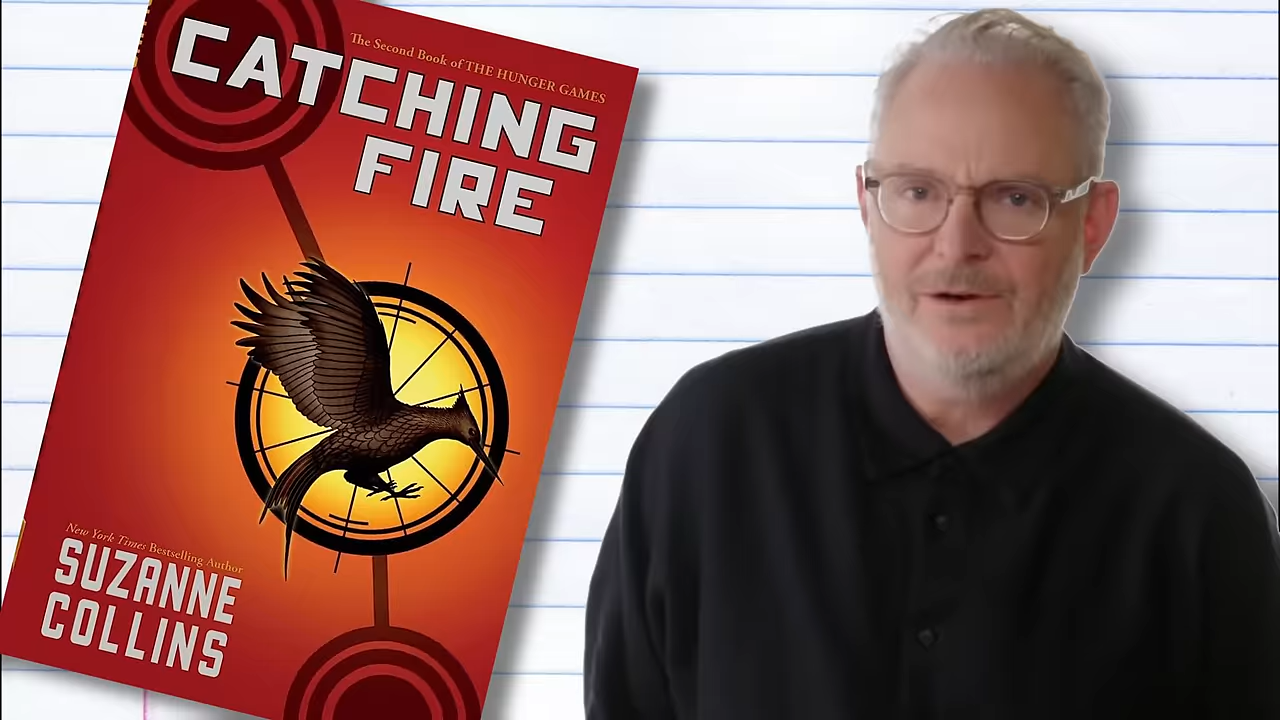 The Second Book of THE HUNGER GAMES
CATCHING
FIRE
New York Times Bestselling Author
SUZANNE
COLLINS